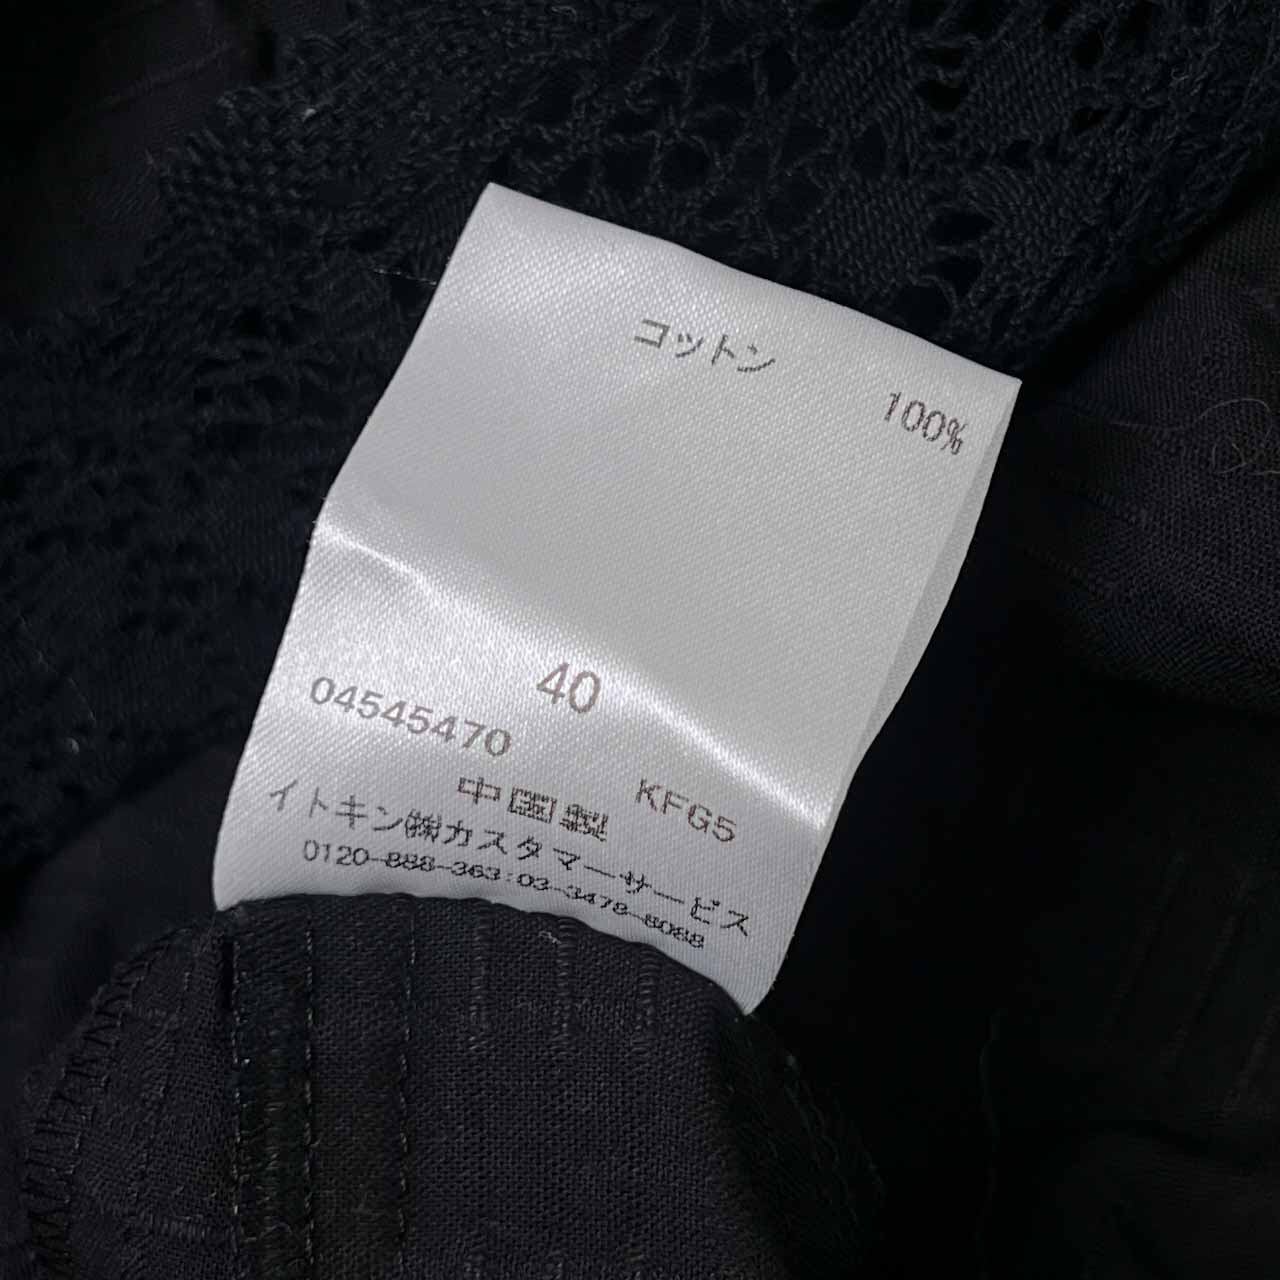 コットン 100%
40
04545470 KFG5
中国製
イトキン㈱カスタマーサービス
0120-888-363:03-3478-8088